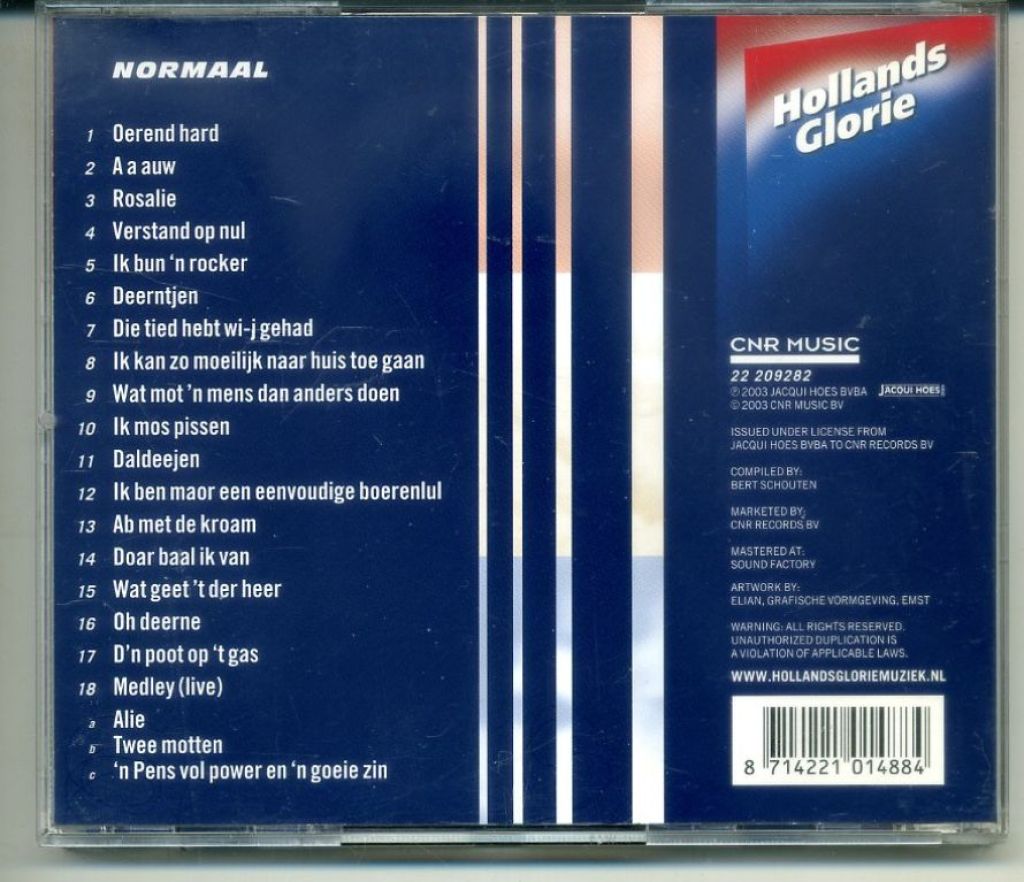 NORMAAL
1 Oerend hard
2 A a auw
3 Rosalie
4 Verstand op nul
5 Ik bun ‘n rocker
6 Deerntjen
7 Die tied hebt wi-j gehad
8 Ik kan zo moeilijk naar huis toe gaan
9 Wat mot ’n mens dan anders doen
10 Ik mos pissen
11 Daldeejen
12 Ik ben maor een eenvoudige boerenlul
13 Ab met de kroam
14 Doar baal ik van
15 Wat geet ’t der heer
16 Oh deerne
17 D’n poot op ‘t gas
18 Medley (live)
a Alie
b Twee motten
c ‘n Pens vol power en ‘n goeie zin
Hollands
Glorie
CNR MUSIC
22 209282
℗ 2003 JACQUI HOES BVBA JACQUI HOES
© 2003 CNR MUSIC BV
ISSUED UNDER LICENSE FROM
JACQUI HOES BVBA TO CNR RECORDS BV
COMPILED BY:
BERT SCHOUTEN
MARKETED BY:
CNR RECORDS BV
MASTERED AT:
SOUND FACTORY
ARTWORK BY:
ELIAN, GRAFISCHE VORMGEVING, EMST
WARNING: ALL RIGHTS RESERVED.
UNAUTHORIZED DUPLICATION IS
A VIOLATION OF APPLICABLE LAWS.
WWW.HOLLANDSGLORIEMUZIEK.NL
8 714221 014884